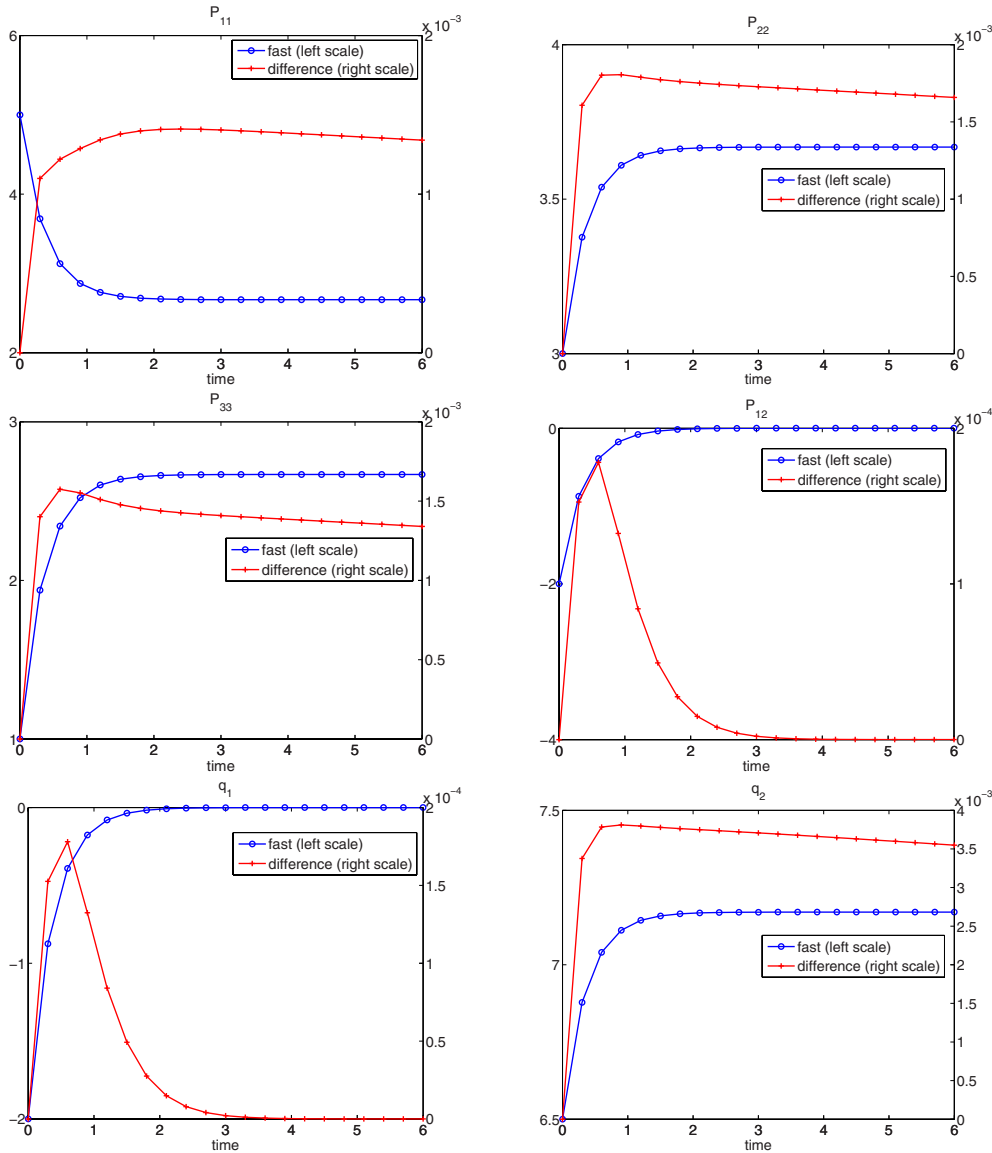 P11
x 10−3
6
2
fast (left scale)
difference (right scale)
4
1
2
0
0 1 2 3 4 5 6
time
P22
x 10−3
4
2
1.5
fast (left scale)
difference (right scale)
3.5
1
0.5
3
0
0 1 2 3 4 5 6
time
P33
x 10−3
3
2
1.5
fast (left scale)
difference (right scale)
2
1
0.5
1
0
0 1 2 3 4 5 6
time
P12
x 10−4
0
2
fast (left scale)
difference (right scale)
−2
1
−4
0
0 1 2 3 4 5 6
time
q1
x 10−4
0
2
fast (left scale)
difference (right scale)
1.5
−1
1
0.5
−2
0
0 1 2 3 4 5 6
time
q2
x 10−3
7.5
4
3.5
3
2.5
fast (left scale)
difference (right scale)
7
2
1.5
1
0.5
6.5
0
0 1 2 3 4 5 6
time